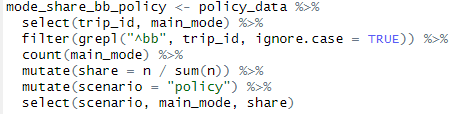 mode_share_bb_policy <- policy_data %>%
  select(trip_id, main_mode) %>%
  filter(grepl("^bb", trip_id, ignore.case = TRUE)) %>%
  count(main_mode) %>%
  mutate(share = n / sum(n)) %>%
  mutate(scenario = "policy") %>%
  select(scenario, main_mode, share)